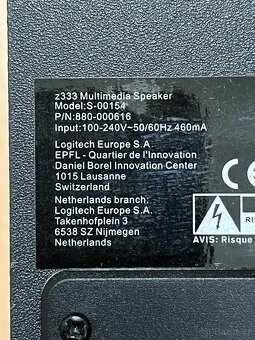 z333 Multimedia Speaker
Model:S-00154
P/N:880-000616
Input:100-240V~50/60Hz 460mA
Logitech Europe S.A.
EPFL - Quartier de l'Innovation
Daniel Borel Innovation Center
1015 Lausanne
Switzerland
Netherlands branch:
Logitech Europe S.A.
Takenhofplein 3
6538 SZ Nijmegen
Netherlands
CE
RIS
AVIS: Risque